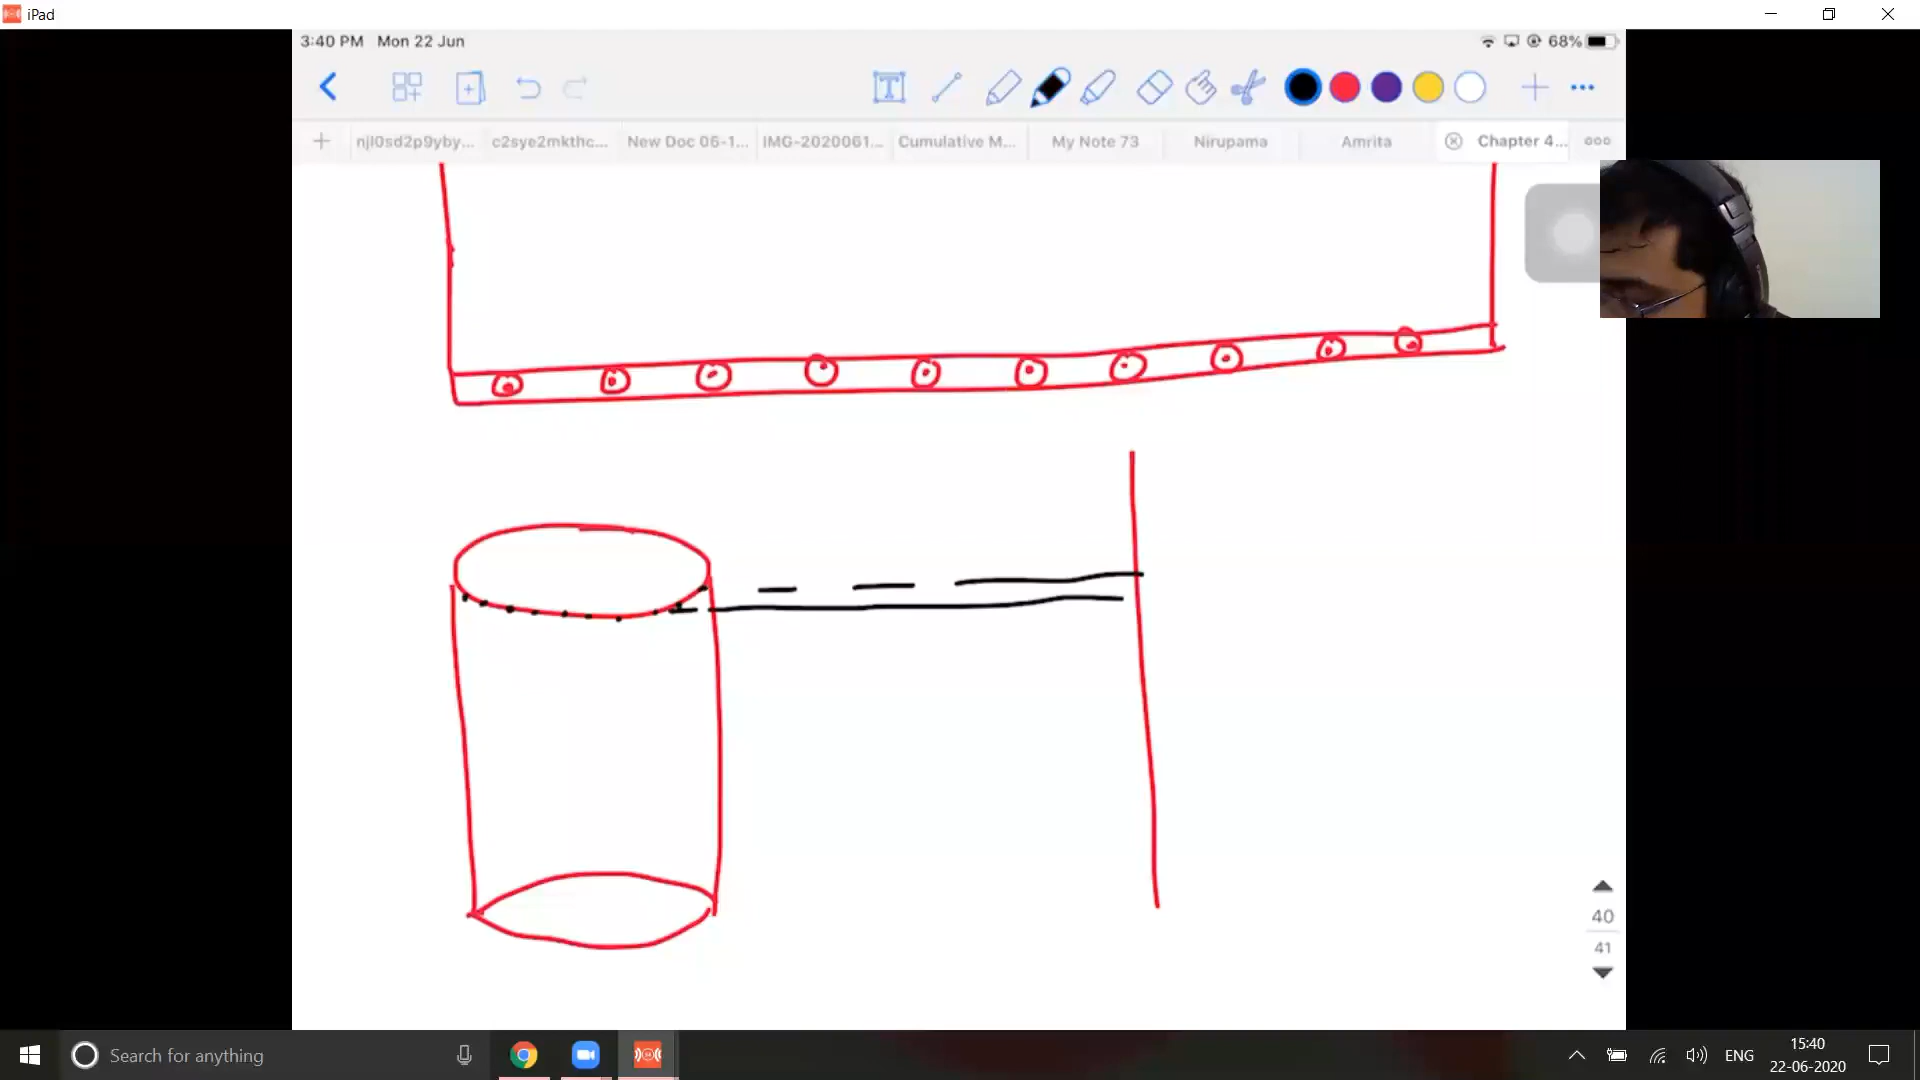 iPad
3:40 PM Mon 22 Jun
68%
njl0sd2p9yby... c2sye2mkthc... New Doc 06-1... IMG-2020061... Cumulative M... My Note 73 Nirupama Amrita Chapter 4...
40
41
Search for anything
ENG
15:40
22-06-2020